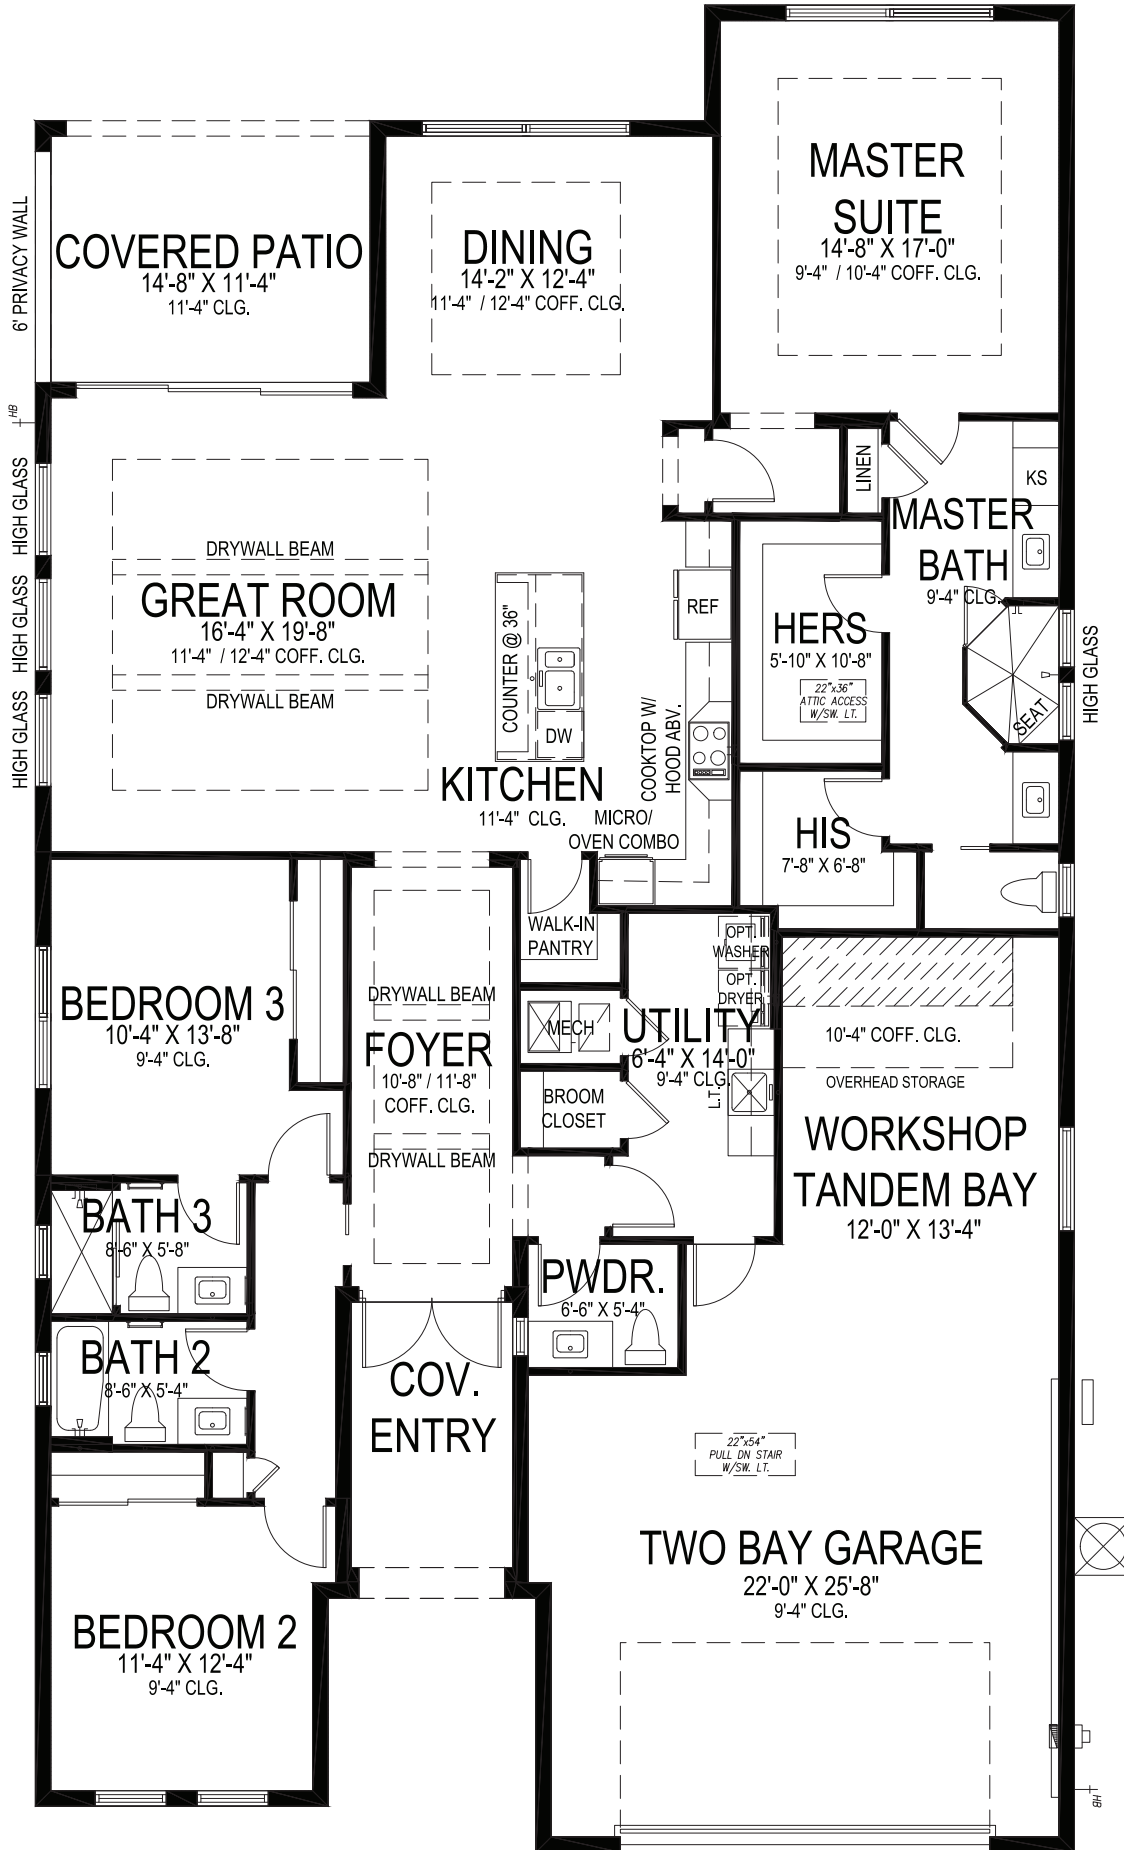 MASTER
SUITE
14'-8" X 17'-0"
9'-4" / 10'-4" COFF. CLG.
6' PRIVACY WALL
COVERED PATIO
14'-8" X 11'-4"
11'-4" CLG.
DINING
14'-2" X 12'-4"
11'-4" / 12'-4" COFF. CLG.
HB
HIGH GLASS
HIGH GLASS
HIGH GLASS
DRYWALL BEAM
GREAT ROOM
16'-4" X 19'-8"
11'-4" / 12'-4" COFF. CLG.
DRYWALL BEAM
COUNTER @ 36"
DW
REF
KITCHEN
11'-4" CLG.
COOKTOP W/
HOOD ABV.
MICRO/
OVEN COMBO
LINEN
KS
MASTER
BATH
9'-4" CLG.
HERS
5'-10" X 10'-8"
22"x36"
ATTIC ACCESS
W/SW. LT.
SEAT
HIGH GLASS
HIS
7'-8" X 6'-8"
WALK-IN
PANTRY
OPT.
WASHER
OPT.
DRYER
BEDROOM 3
10'-4" X 13'-8"
9'-4" CLG.
DRYWALL BEAM
FOYER
10'-8" / 11'-8"
COFF. CLG.
DRYWALL BEAM
MECH
UTILITY
6'-4" X 14'-0"
9'-4" CLG.
L.T.
BROOM
CLOSET
10'-4" COFF. CLG.
OVERHEAD STORAGE
WORKSHOP
TANDEM BAY
12'-0" X 13'-4"
BATH 3
8'-6" X 5'-8"
PWDR.
6'-6" X 5'-4"
BATH 2
8'-6" X 5'-4"
COV.
ENTRY
22"x54"
PULL DN STAIR
W/SW. LT.
TWO BAY GARAGE
22'-0" X 25'-8"
9'-4" CLG.
BEDROOM 2
11'-4" X 12'-4"
9'-4" CLG.
HB